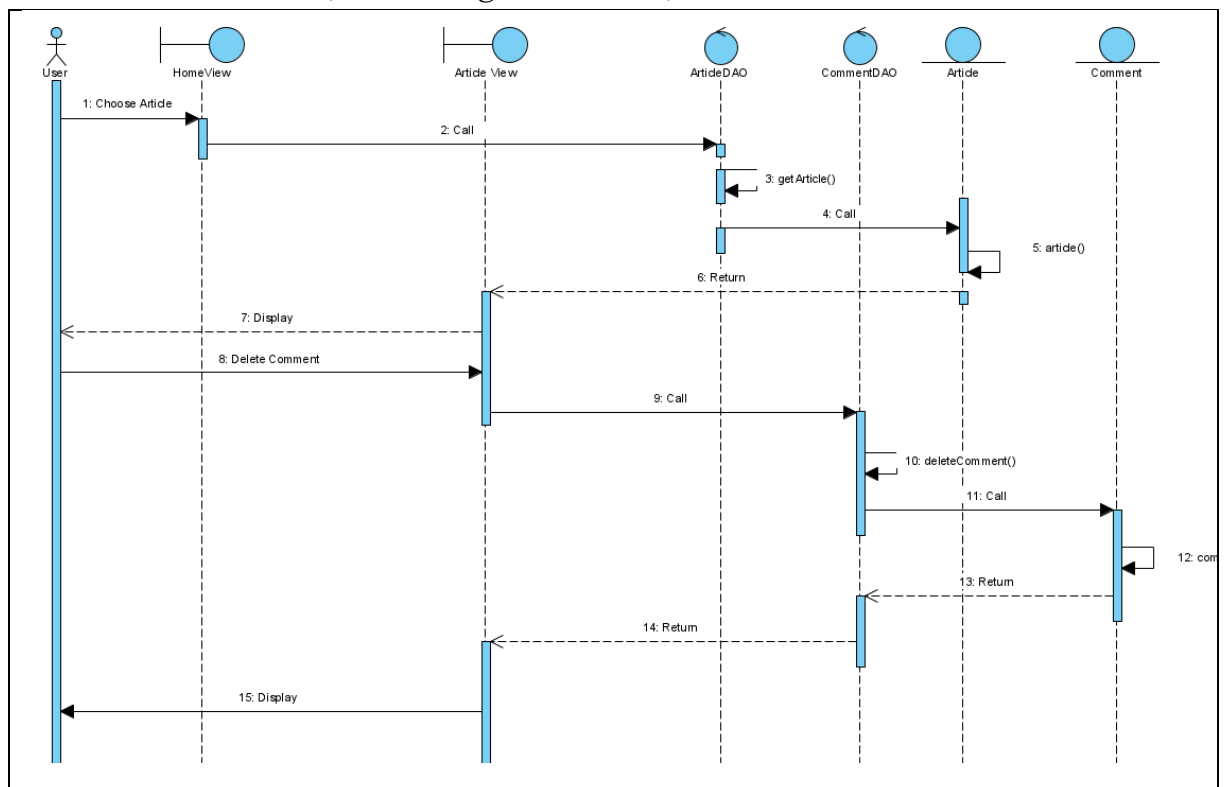 User
HomeView
Article View
ArticleDAO
CommentDAO
Article
Comment
1: Choose Article
2: Call
3: getArticle()
4: Call
5: article()
6: Return
7: Display
8: Delete Comment
9: Call
10: deleteComment()
11: Call
12: com
13: Return
14: Return
15: Display